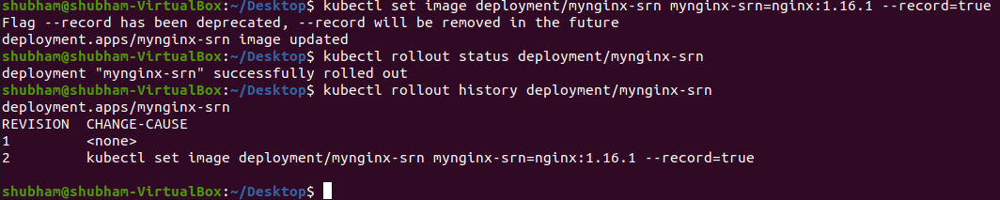 shubham@shubham-VirtualBox:~/Desktop$ kubectl set image deployment/mynginx-srn mynginx-srn=nginx:1.16.1 --record=true
Flag --record has been deprecated, --record will be removed in the future
deployment.apps/mynginx-srn image updated
shubham@shubham-VirtualBox:~/Desktop$ kubectl rollout status deployment/mynginx-srn
deployment "mynginx-srn" successfully rolled out
shubham@shubham-VirtualBox:~/Desktop$ kubectl rollout history deployment/mynginx-srn
deployment.apps/mynginx-srn
REVISION  CHANGE-CAUSE
1         <none>
2         kubectl set image deployment/mynginx-srn mynginx-srn=nginx:1.16.1 --record=true
shubham@shubham-VirtualBox:~/Desktop$